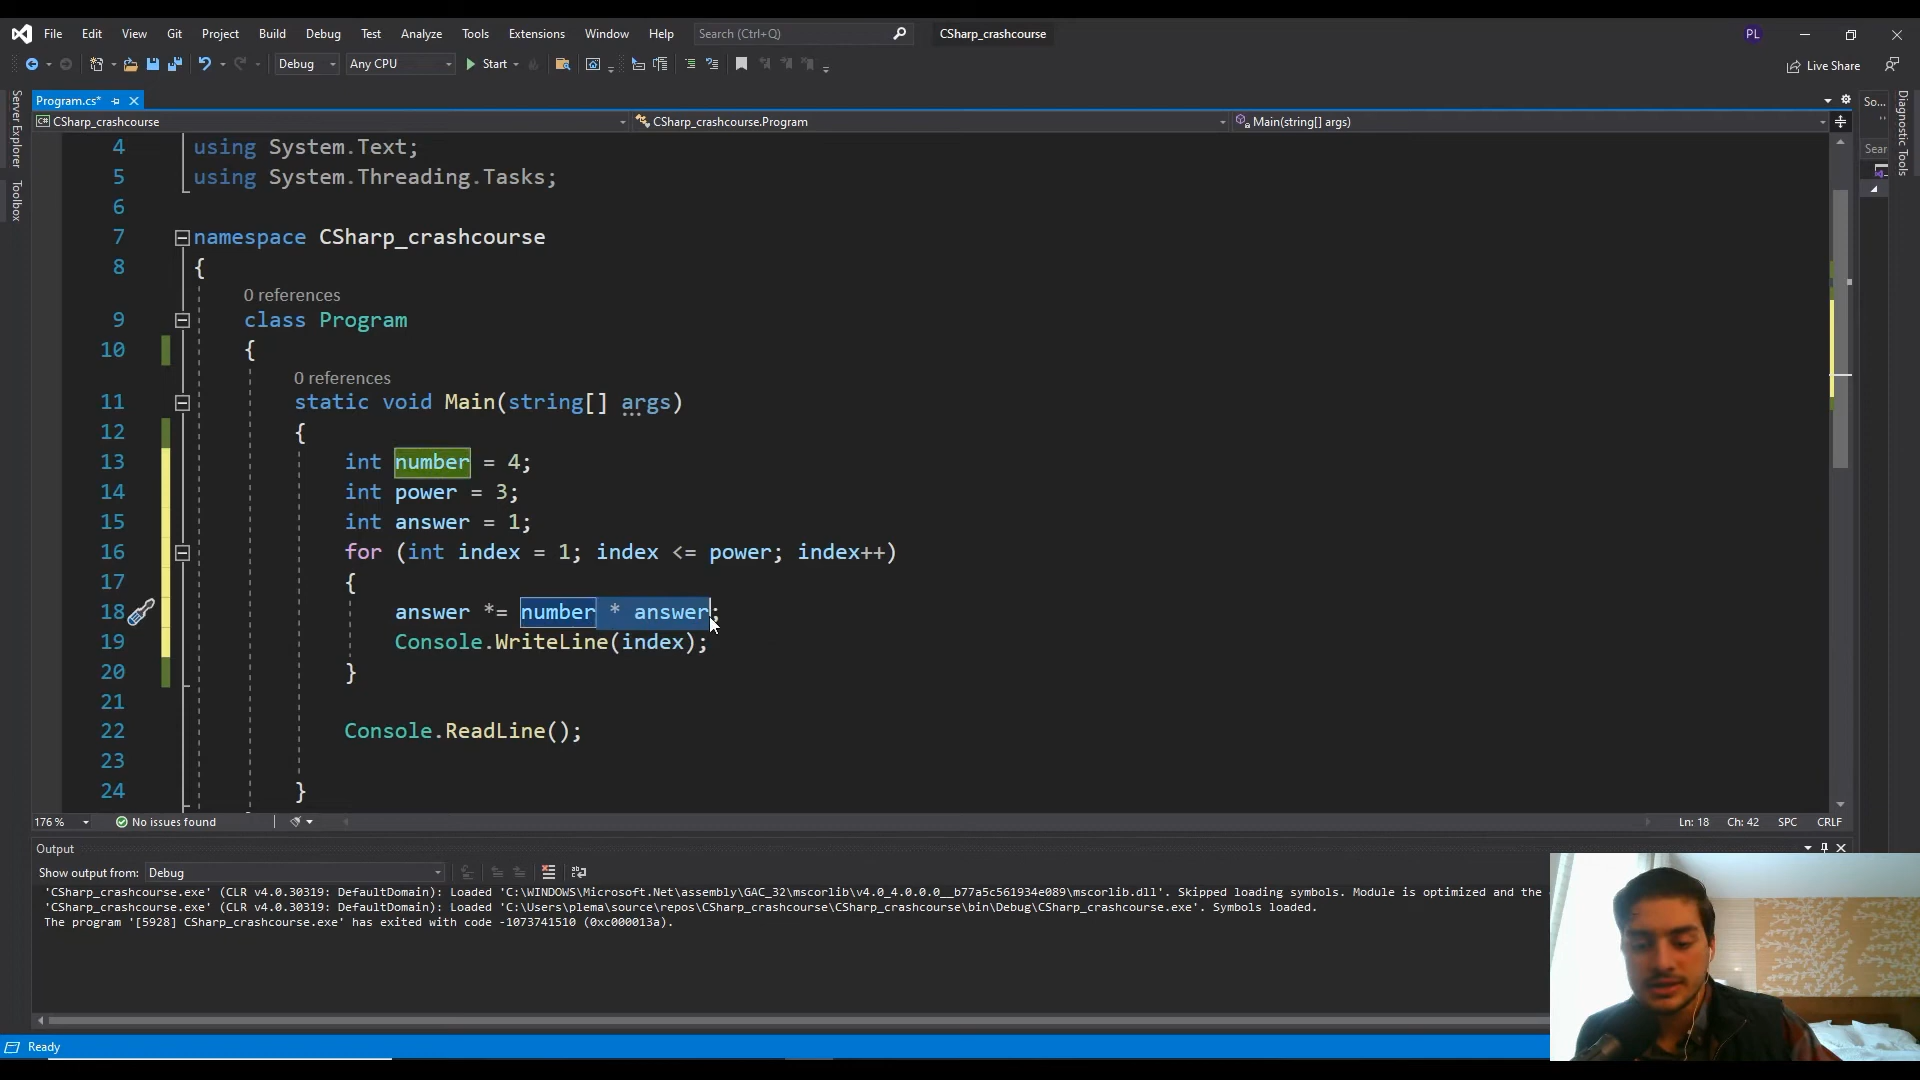 File Edit View Git Project Build Debug Test Analyze Tools Extensions Window Help Search (Ctrl+Q) CSharp_crashcourse PL
Debug Any CPU Start Live Share
Program.cs* So...
CSharp_crashcourse CSharp_crashcourse.Program Main(string[] args)
Server Explorer
Toolbox
Diagnostic Tools
Sear
4 using System.Text;
5 using System.Threading.Tasks;
6
7 namespace CSharp_crashcourse
8 {
0 references
9 class Program
10 {
0 references
11 static void Main(string[] args)
12 {
13 int number = 4;
14 int power = 3;
15 int answer = 1;
16 for (int index = 1; index <= power; index++)
17 {
18 answer *= number * answer;
19 Console.WriteLine(index);
20 }
21
22 Console.ReadLine();
23
24 }
176 % No issues found Ln: 18 Ch: 42 SPC CRLF
Output
Show output from: Debug
'CSharp_crashcourse.exe' (CLR v4.0.30319: DefaultDomain): Loaded 'C:\WINDOWS\Microsoft.Net\assembly\GAC_32\mscorlib\v4.0_4.0.0.0__b77a5c561934e089\mscorlib.dll'. Skipped loading symbols. Module is optimized and the
'CSharp_crashcourse.exe' (CLR v4.0.30319: DefaultDomain): Loaded 'C:\Users\plema\source\repos\CSharp_crashcourse\CSharp_crashcourse\bin\Debug\CSharp_crashcourse.exe'. Symbols loaded.
The program '[5928] CSharp_crashcourse.exe' has exited with code -1073741510 (0xc000013a).
Ready